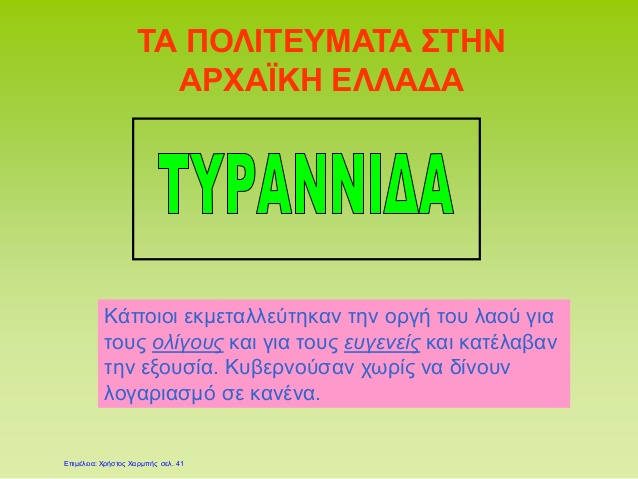 ΤΑ ΠΟΛΙΤΕΥΜΑΤΑ ΣΤΗΝ
ΑΡΧΑΪΚΗ ΕΛΛΑΔΑ
ΤΥΡΑΝΝΙΔΑ
Κάποιοι εκμεταλλεύτηκαν την οργή του λαού για
τους ολίγους και για τους ευγενείς και κατέλαβαν
την εξουσία. Κυβερνούσαν χωρίς να δίνουν
λογαριασμό σε κανένα.
Επιμέλεια: Χρήστος Χαρμπής σελ. 41